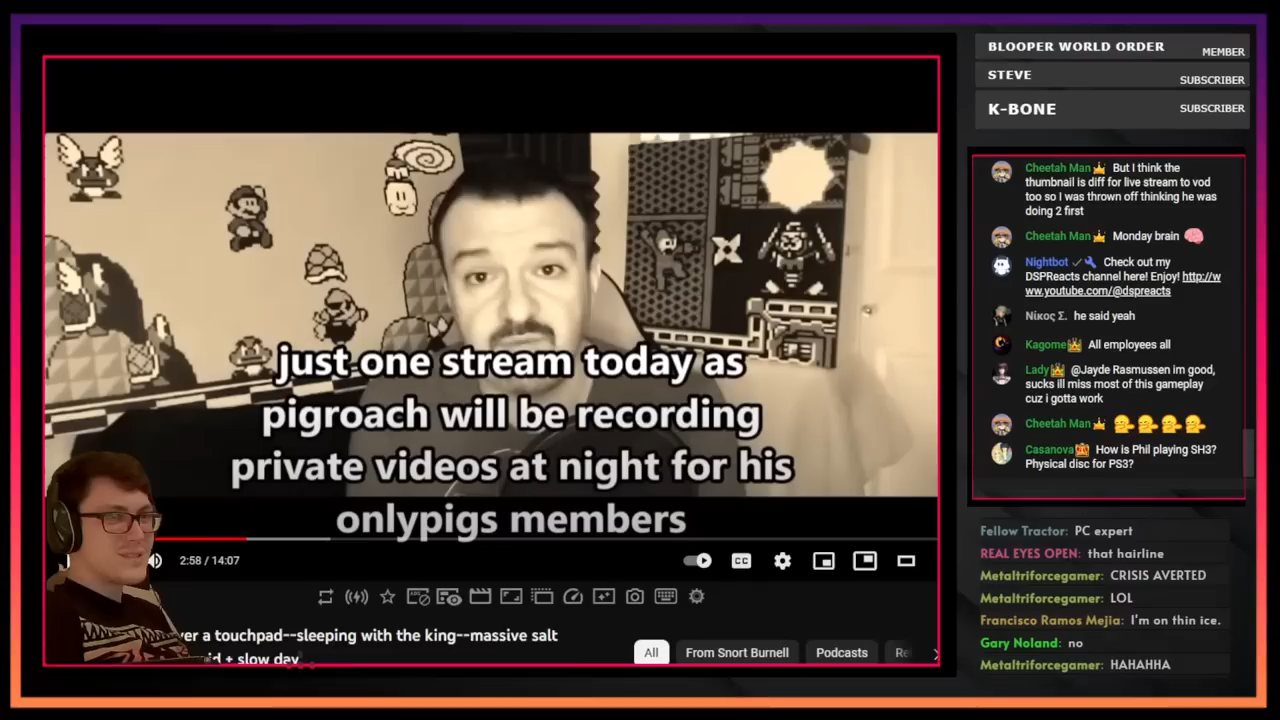 BLOOPER WORLD ORDER
MEMBER
STEVE
SUBSCRIBER
K-BONE
SUBSCRIBER
just one stream today as
pigroach will be recording
private videos at night for his
onlypigs members
2:58 / 14:07
CC
ver a touchpad--sleeping with the king--massive salt
id + slow day
All
From Snort Burnell
Podcasts
Re
Cheetah Man But I think the
thumbnail is diff for live stream to vod
too so I was thrown off thinking he was
doing 2 first
Cheetah Man Monday brain
Nightbot Check out my
DSPReacts channel here! Enjoy! http://w
ww.youtube.com/@dspreacts
Νίκος Σ. he said yeah
Kagome All employees all
Lady @Jayde Rasmussen im good,
sucks ill miss most of this gameplay
cuz i gotta work
Cheetah Man
Casanova How is Phil playing SH3?
Physical disc for PS3?
Fellow Tractor: PC expert
REAL EYES OPEN: that hairline
Metaltriforcegamer: CRISIS AVERTED
Metaltriforcegamer: LOL
Francisco Ramos Mejia: I'm on thin ice.
Gary Noland: no
Metaltriforcegamer: HAHAHHA